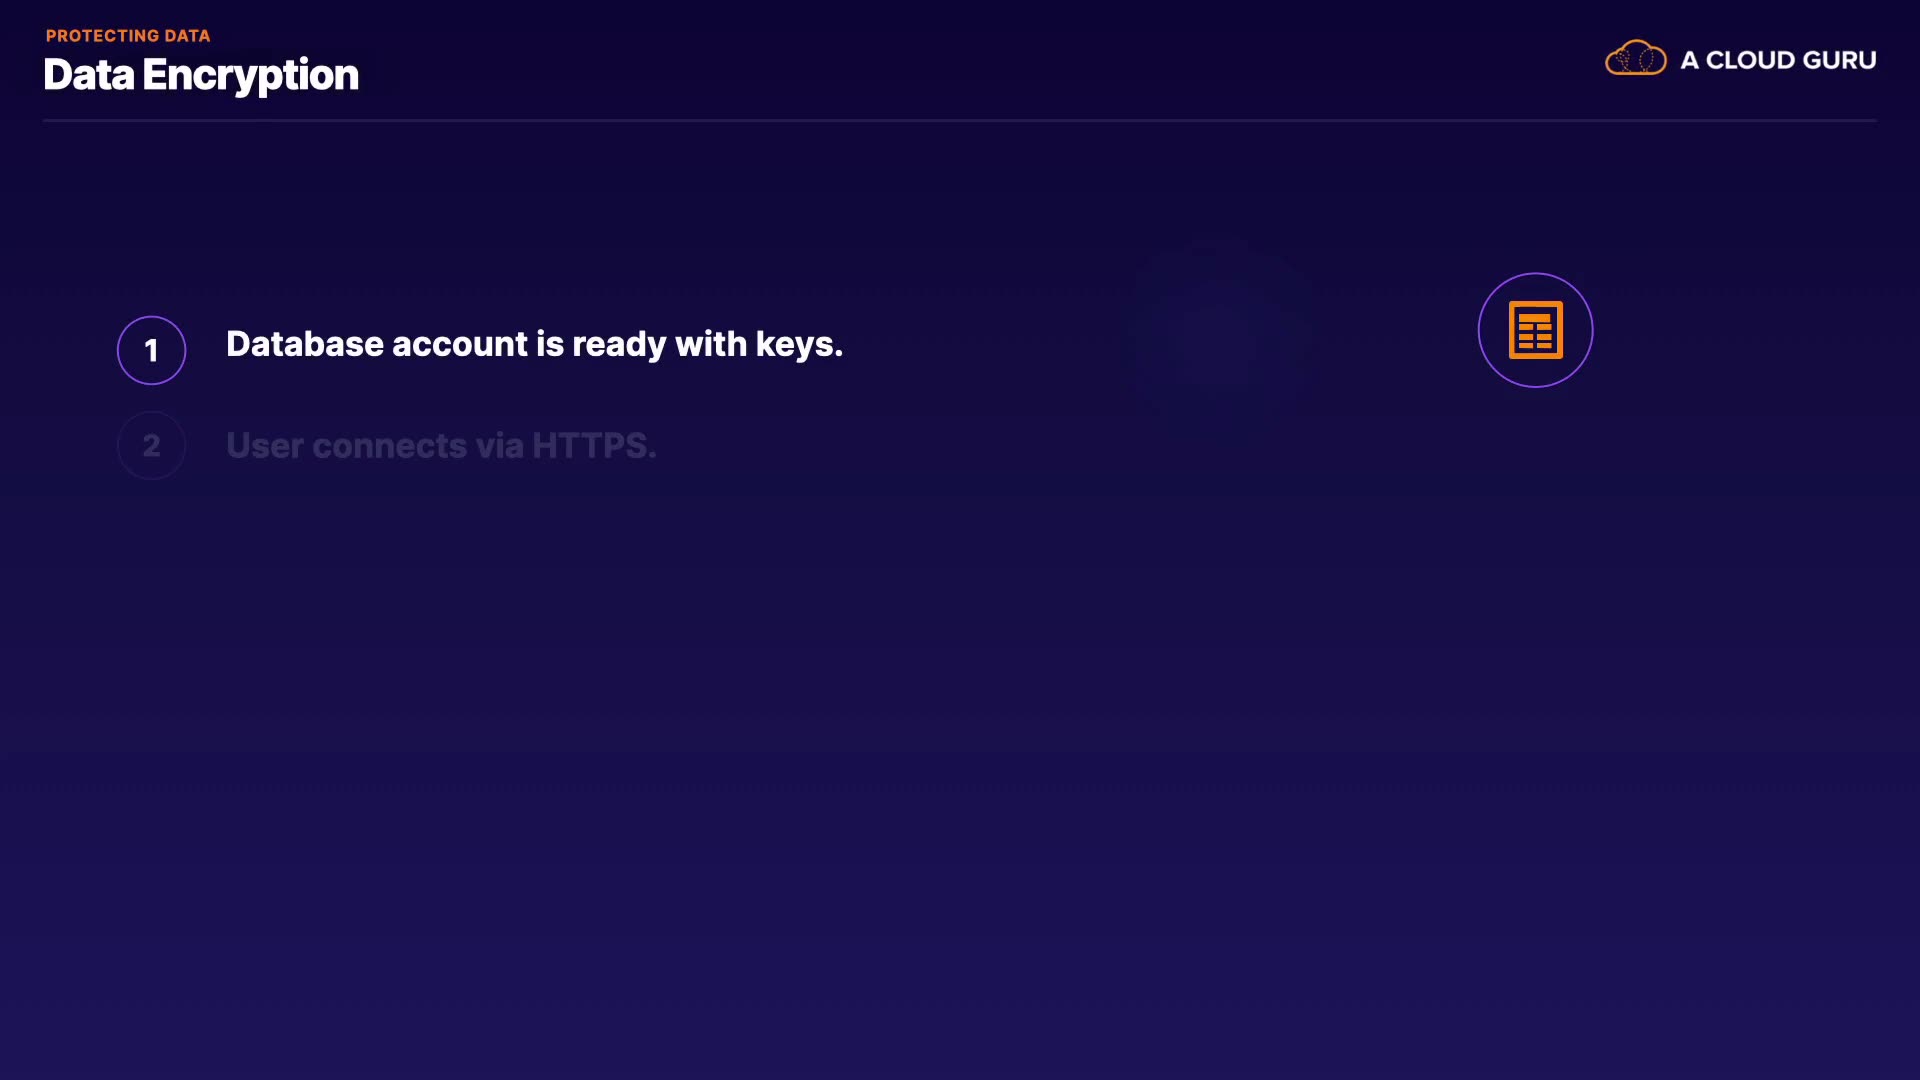 PROTECTING DATA
Data Encryption
A CLOUD GURU
1 Database account is ready with keys.
2 User connects via HTTPS.